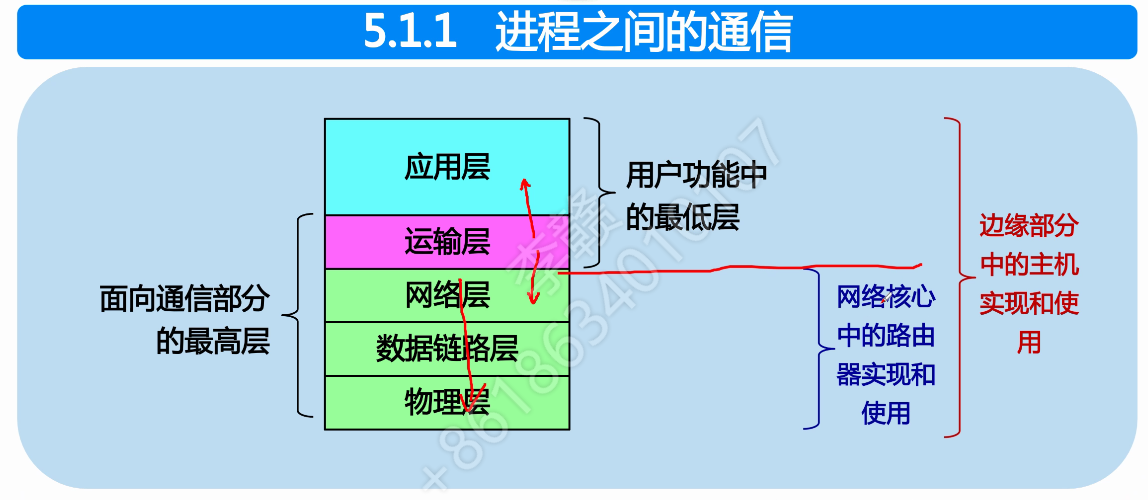 5.1.1 进程之间的通信
应用层
运输层
网络层
数据链路层
物理层
面向通信部分
的最高层
用户功能中
的最低层
网络核心
中的路由
器实现和
使用
边缘部分
中的主机
实现和使
用
李赣
+8618634010107